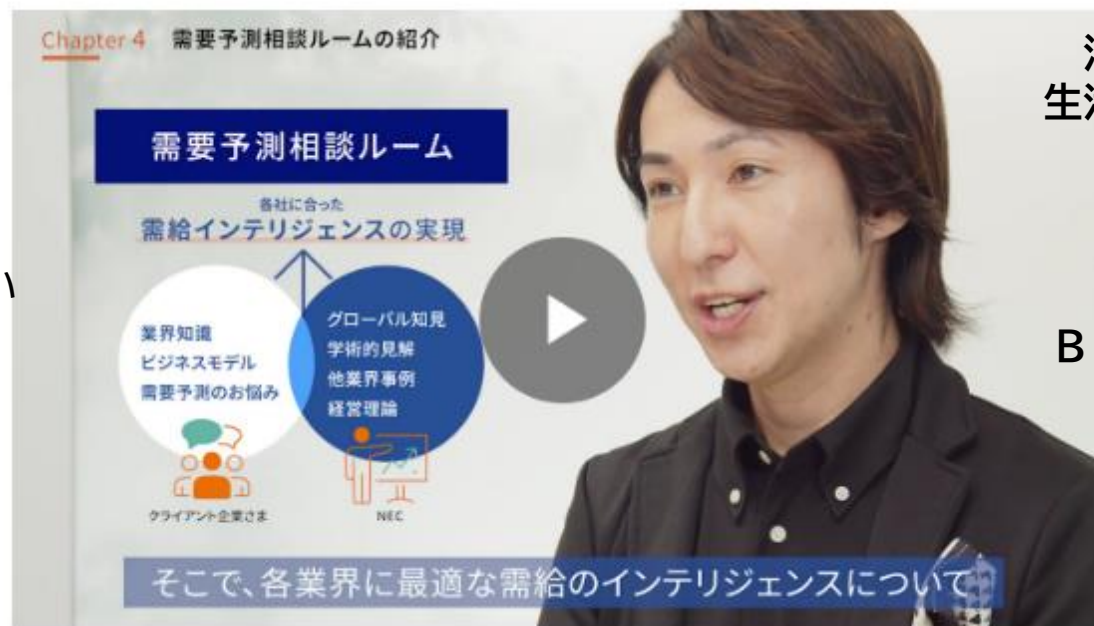 Chapter 4 需要予測相談ルームの紹介
需要予測相談ルーム
各社に合った
需給インテリジェンスの実現
業界知識
ビジネスモデル
需要予測のお悩み
グローバル知見
学術的見解
他業界事例
経営理論
クライアント企業さま
NEC
そこで、各業界に最適な需給のインテリジェンスについて
い
生活
B